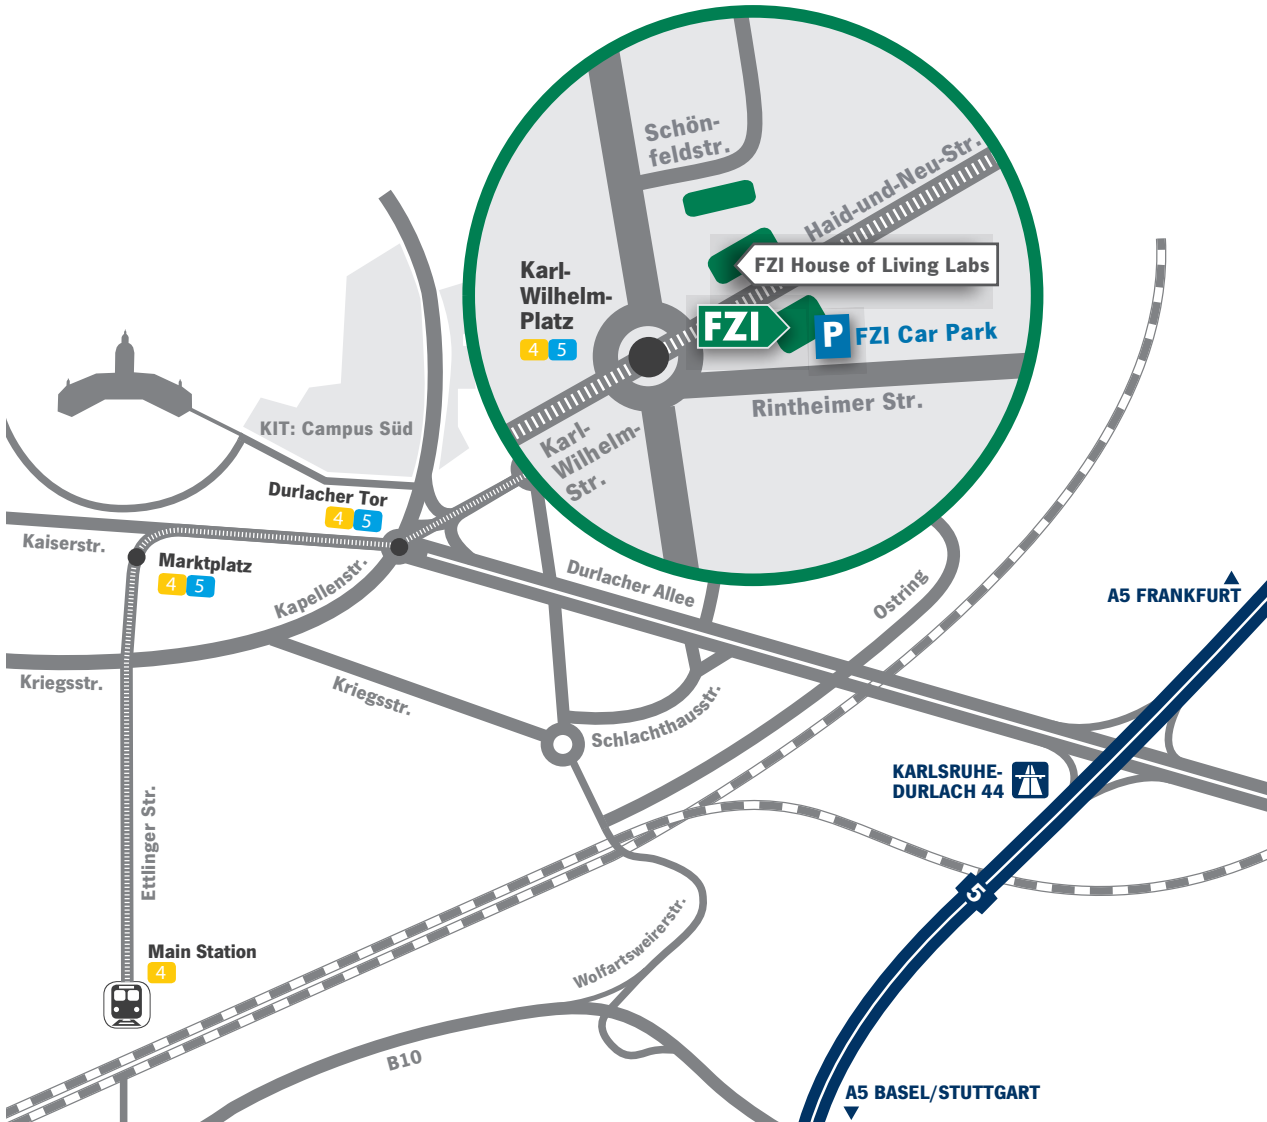 Schön-
feldstr.
Haid-und-Neu-Str.
FZI House of Living Labs
Karl-
Wilhelm-
Platz
4 5
FZI
P FZI Car Park
Rintheimer Str.
Karl-
Wilhelm-
Str.
KIT: Campus Süd
Durlacher Tor
4 5
Kaiserstr.
Marktplatz
4 5
Kapellenstr.
Durlacher Allee
Ostring
A5 FRANKFURT
Kriegsstr.
Kriegsstr.
Schlachthausstr.
KARLSRUHE-
DURLACH 44
Ettlinger Str.
5
Main Station
4
Wolfartsweirerstr.
B10
A5 BASEL/STUTTGART